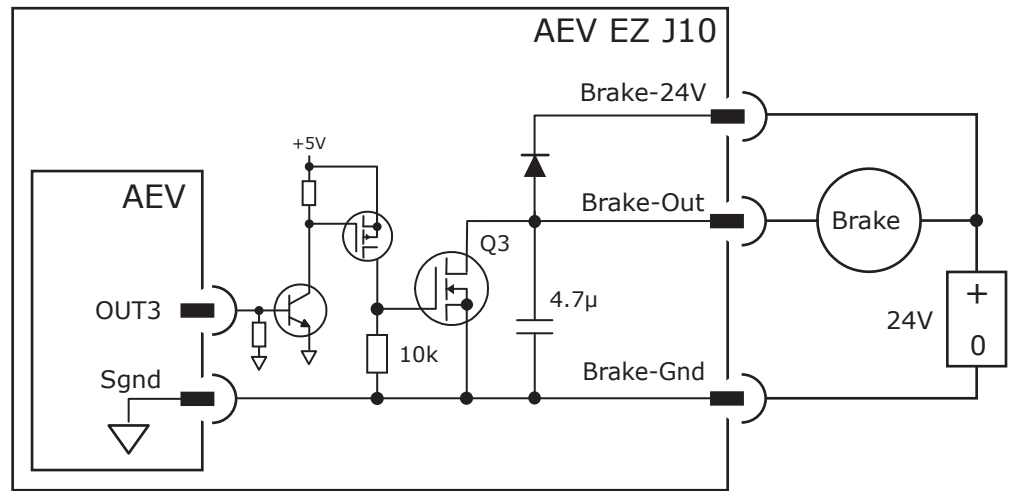 AEV EZ J10
Brake-24V
+5V
AEV
Brake-Out
Brake
Q3
OUT3
4.7µ
+
24V
0
10k
Sgnd
Brake-Gnd